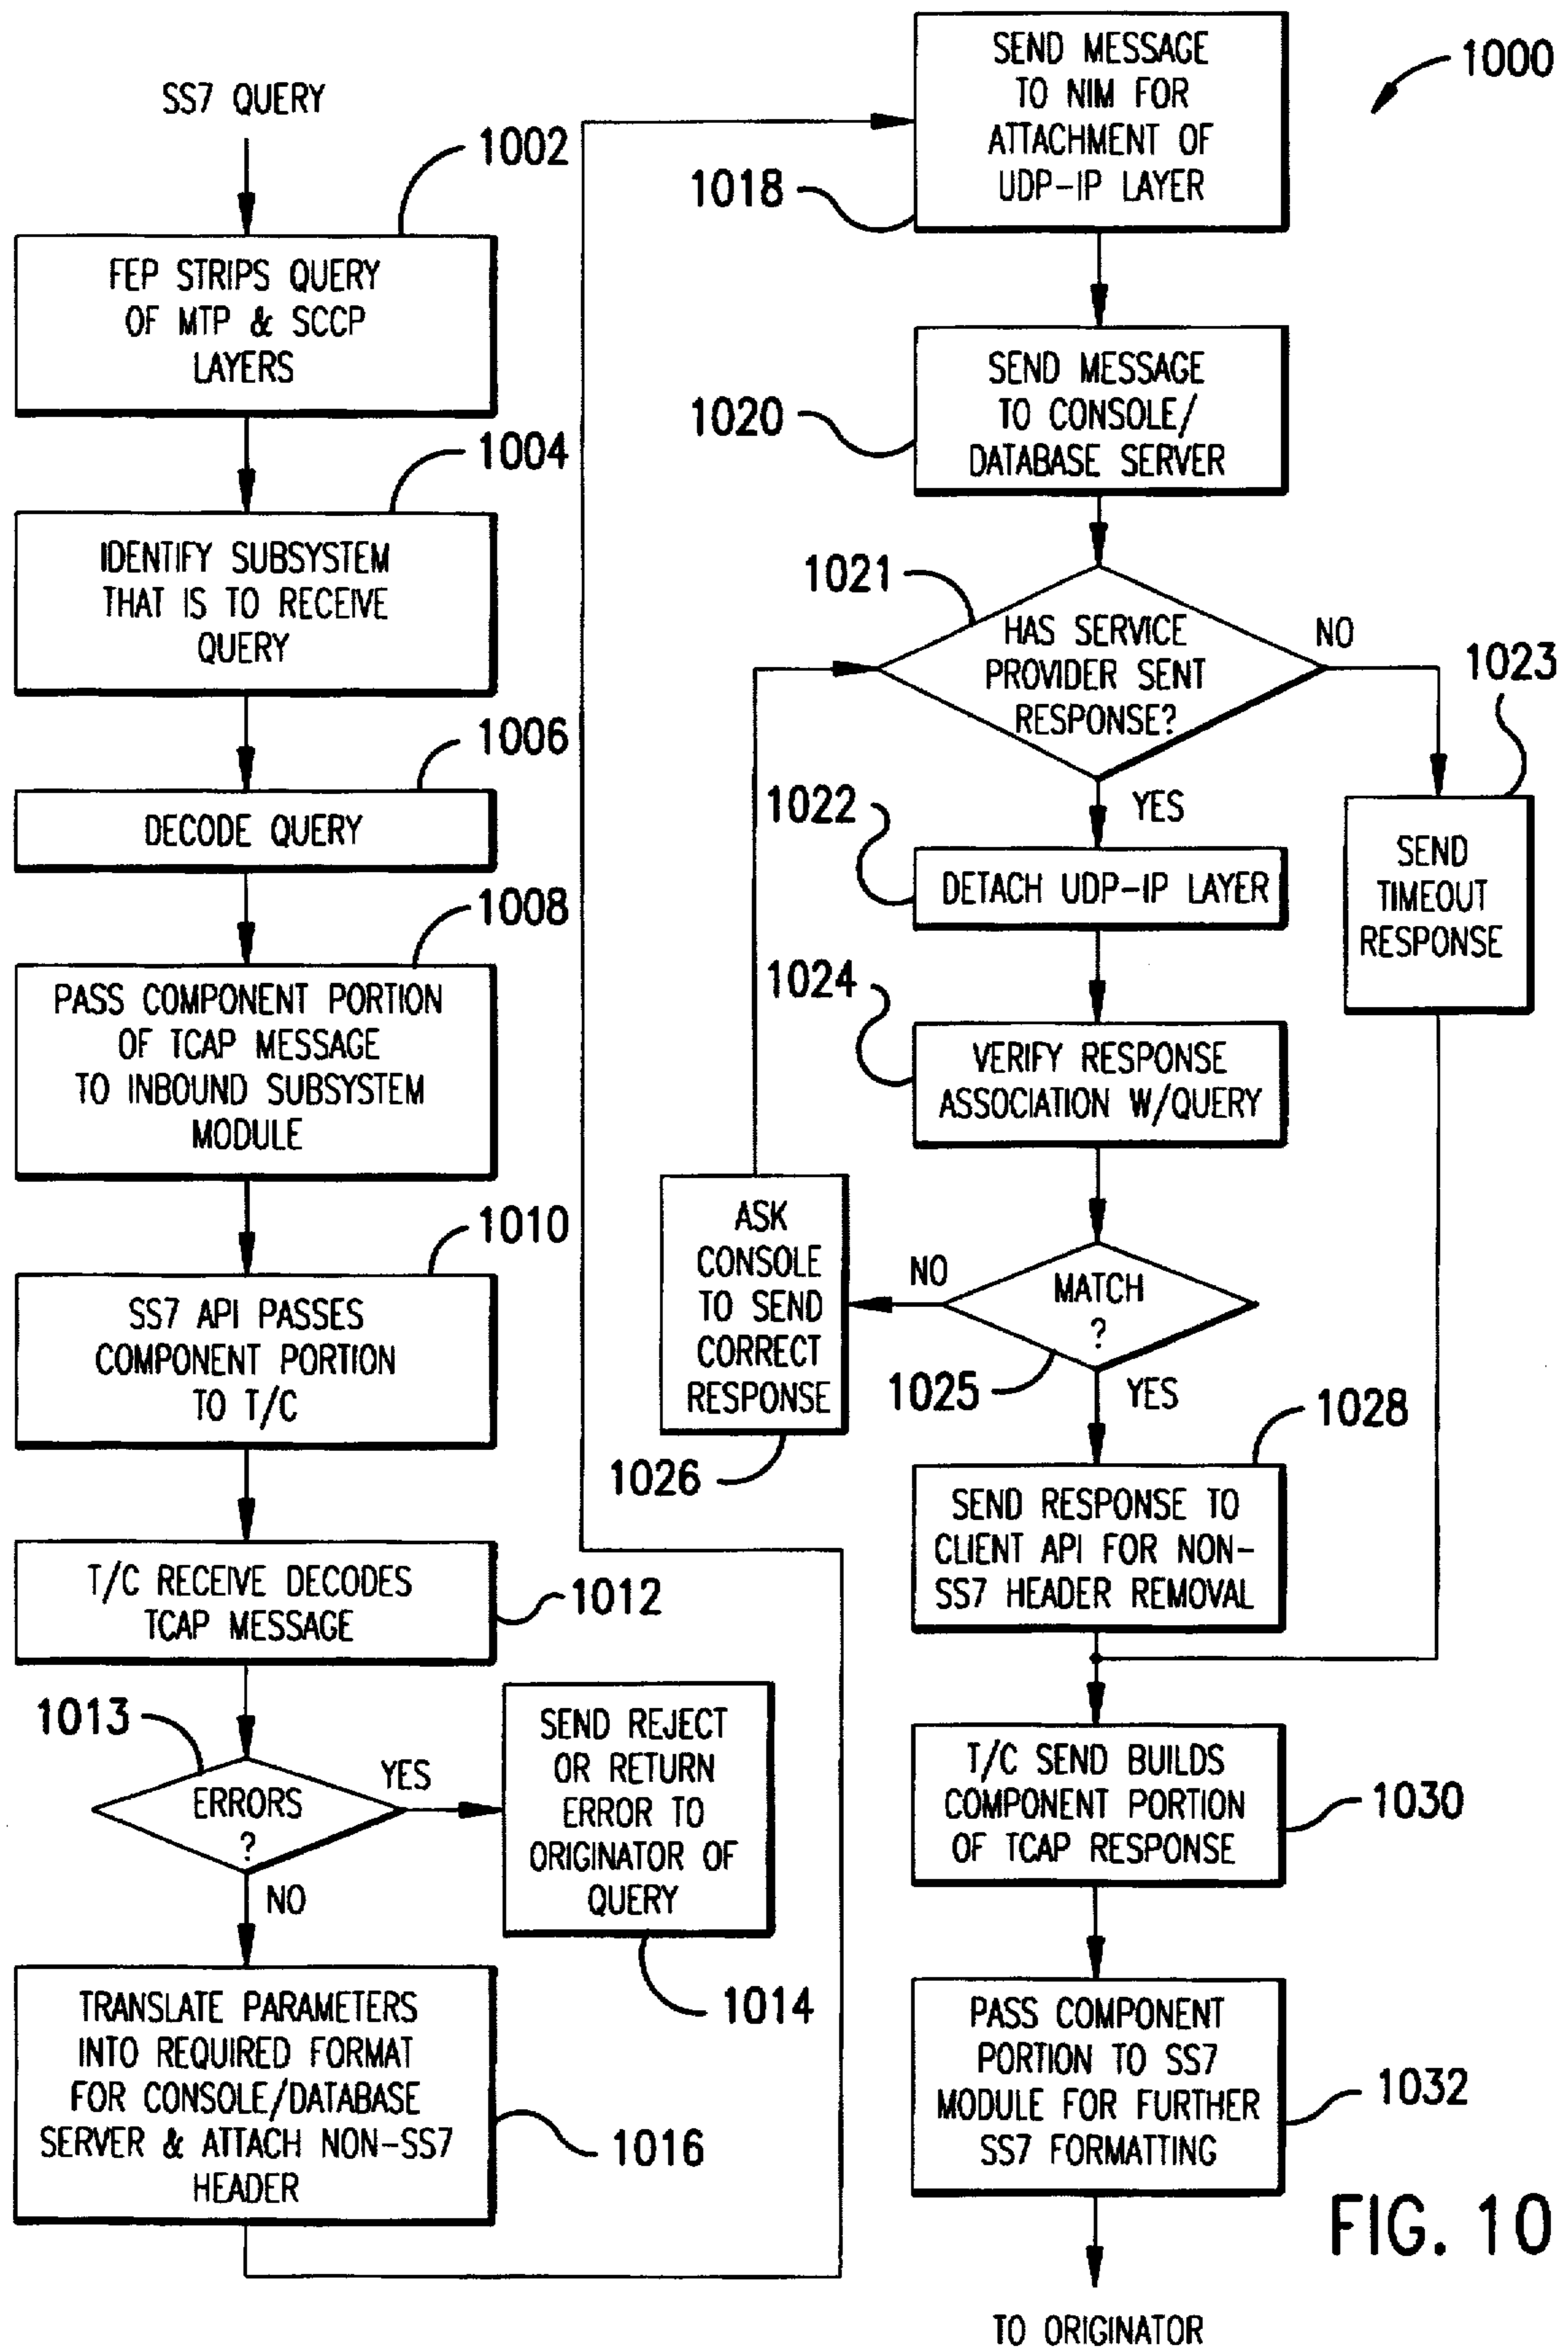 SS7 QUERY
1002
FEP STRIPS QUERY
OF MTP & SCCP
LAYERS
1004
IDENTIFY SUBSYSTEM
THAT IS TO RECEIVE
QUERY
1006
DECODE QUERY
1008
PASS COMPONENT PORTION
OF TCAP MESSAGE
TO INBOUND SUBSYSTEM
MODULE
1010
SS7 API PASSES
COMPONENT PORTION
TO T/C
T/C RECEIVE DECODES
TCAP MESSAGE
1012
1013
ERRORS
?
YES
NO
SEND REJECT
OR RETURN
ERROR TO
ORIGINATOR OF
QUERY
1014
TRANSLATE PARAMETERS
INTO REQUIRED FORMAT
FOR CONSOLE/DATABASE
SERVER & ATTACH NON-SS7
HEADER
1016
1000
SEND MESSAGE
TO NIM FOR
ATTACHMENT OF
UDP-IP LAYER
1018
SEND MESSAGE
TO CONSOLE/
DATABASE SERVER
1020
1021
HAS SERVICE
PROVIDER SENT
RESPONSE?
NO
1023
SEND
TIMEOUT
RESPONSE
YES
1022
DETACH UDP-IP LAYER
1024
VERIFY RESPONSE
ASSOCIATION W/QUERY
MATCH
?
NO
1025
YES
ASK
CONSOLE
TO SEND
CORRECT
RESPONSE
1026
1028
SEND RESPONSE TO
CLIENT API FOR NON-
SS7 HEADER REMOVAL
T/C SEND BUILDS
COMPONENT PORTION
OF TCAP RESPONSE
1030
PASS COMPONENT
PORTION TO SS7
MODULE FOR FURTHER
SS7 FORMATTING
1032
TO ORIGINATOR
FIG. 10